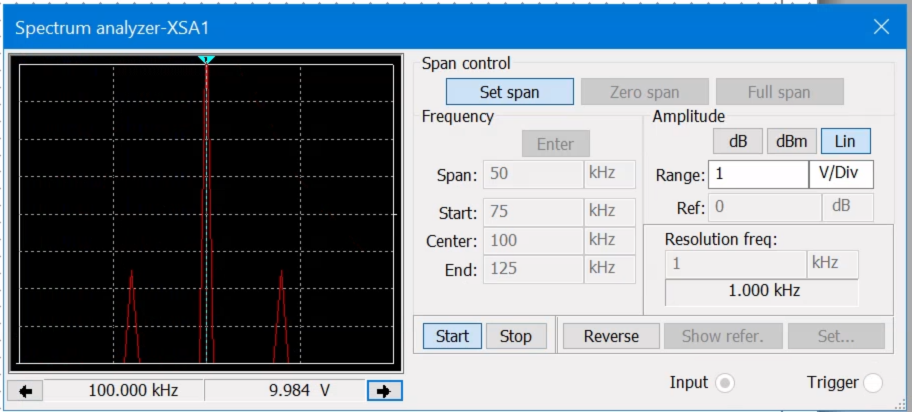 Spectrum analyzer-XSA1
Span control
Set span Zero span Full span
Frequency
Enter
Span: 50 kHz
Start: 75 kHz
Center: 100 kHz
End: 125 kHz
Amplitude
dB dBm Lin
Range: 1 V/Div
Ref: 0 dB
Resolution freq:
1 kHz
1.000 kHz
Start Stop Reverse Show refer. Set...
100.000 kHz 9.984 V
Input Trigger